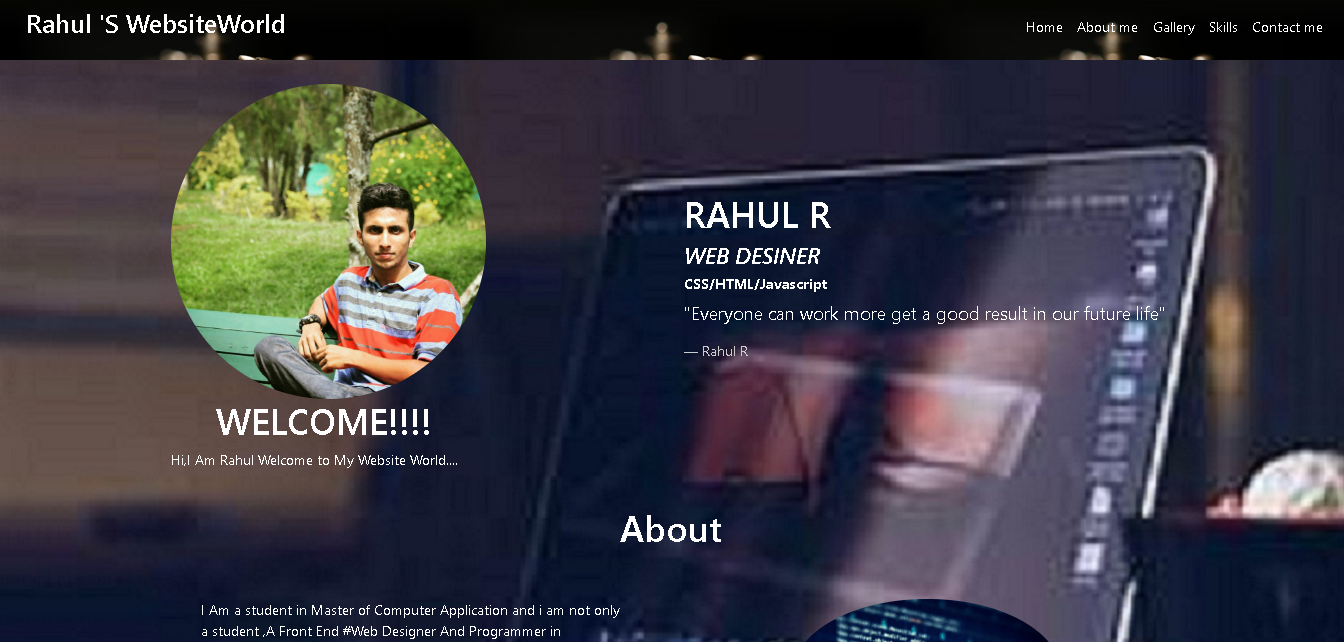 Rahul 'S WebsiteWorld
Home About me Gallery Skills Contact me
RAHUL R
WEB DESINER
CSS/HTML/Javascript
"Everyone can work more get a good result in our future life"
— Rahul R
WELCOME!!!!
Hi,I Am Rahul Welcome to My Website World....
About
I Am a student in Master of Computer Application and i am not only
a student ,A Front End #Web Designer And Programmer in